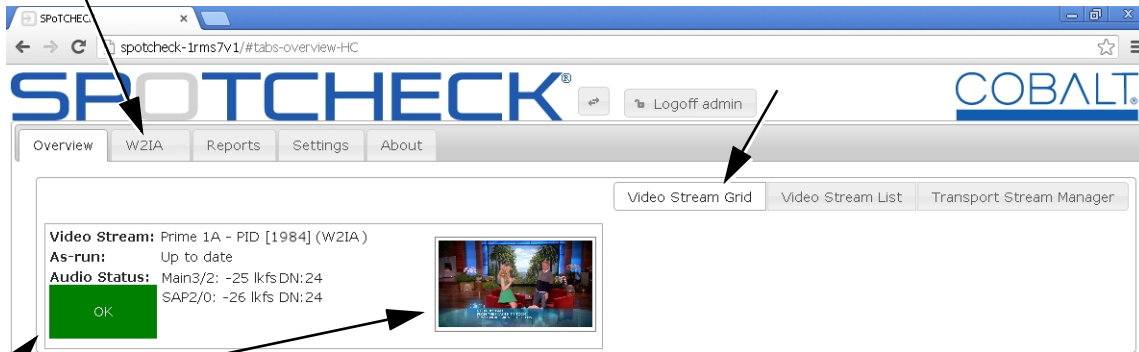 SPoTCHEC
spotcheck-1rms7v1/#tabs-overview-HC
SPOTCHECK®
Logoff admin
COBALT®
Overview W2IA Reports Settings About
Video Stream Grid Video Stream List Transport Stream Manager
Video Stream: Prime 1A - PID [1984] (W2IA)
As-run: Up to date
Audio Status: Main3/2: -25 lkfs DN:24
SAP2/0: -26 lkfs DN:24
OK